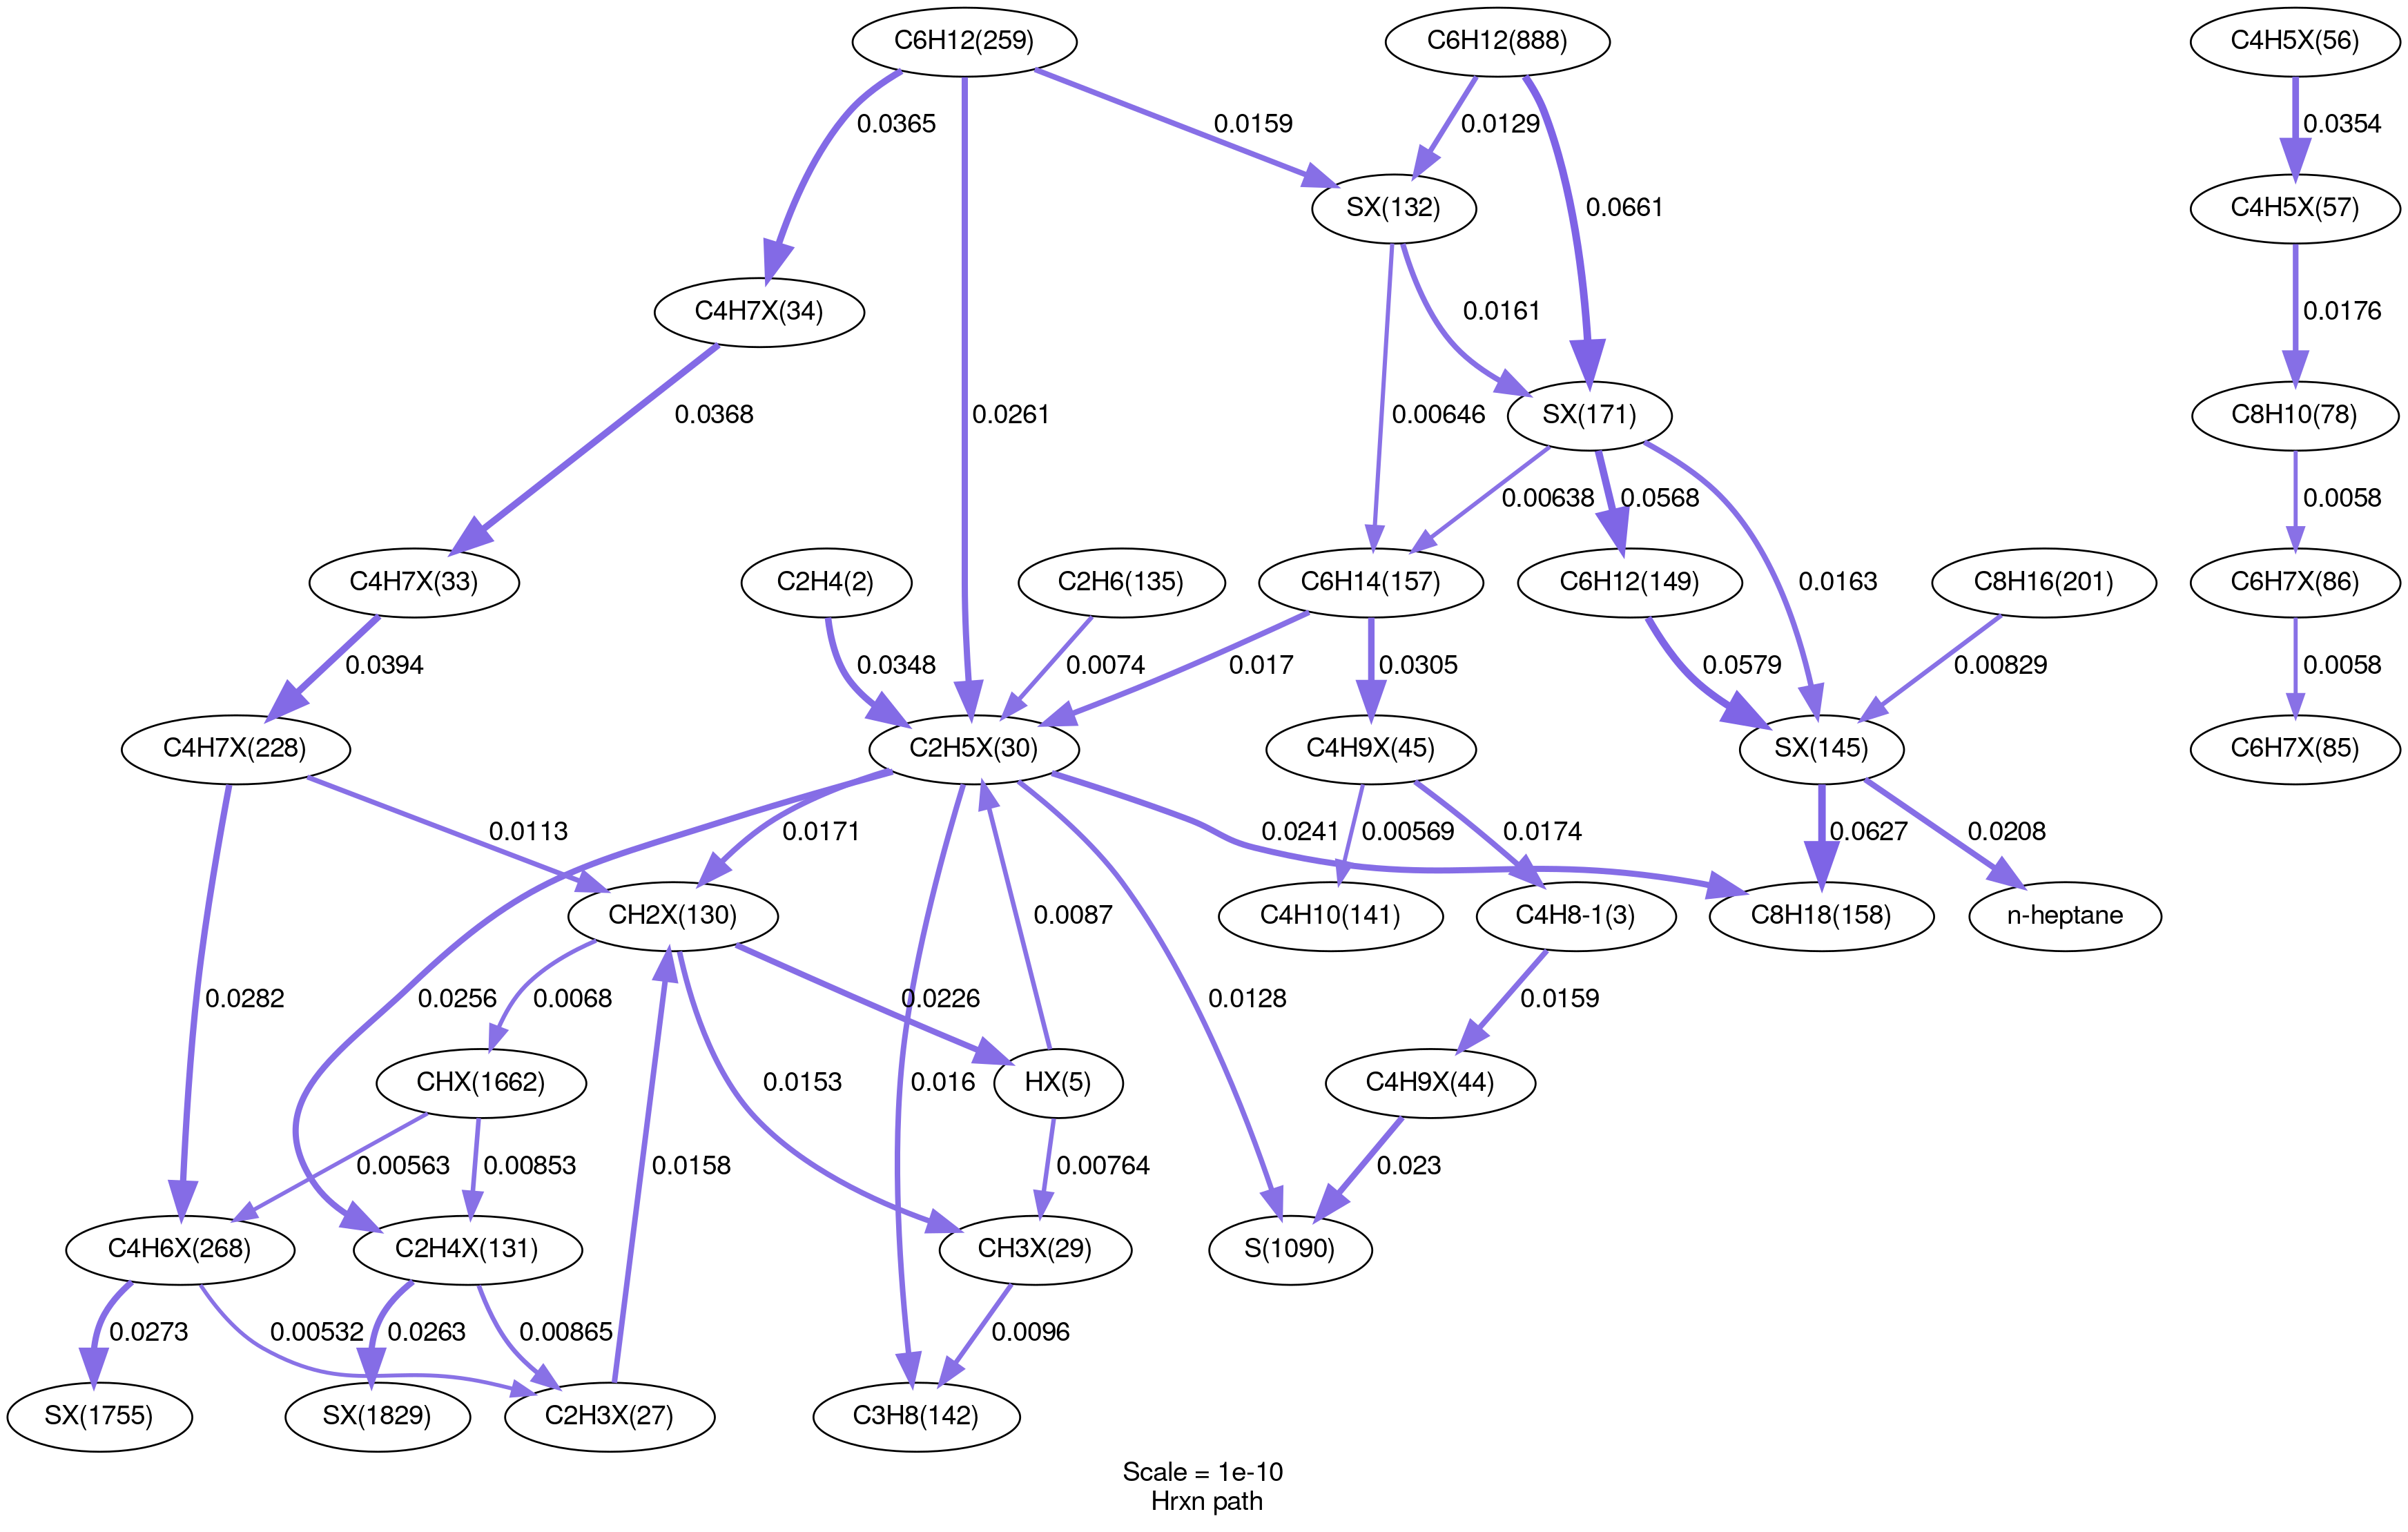 C6H12(259)
C6H12(888)
C4H5X(56)
0.0365
0.0159
0.0129
0.0354
SX(132)
0.0661
C4H5X(57)
C4H7X(34)
0.0161
0.0176
0.0368
0.0261
0.00646
SX(171)
C8H10(78)
0.00638
0.0568
0.0058
C4H7X(33)
C2H4(2)
C2H6(135)
C6H14(157)
C6H12(149)
0.0163
C8H16(201)
C6H7X(86)
0.0394
0.0348
0.0074
0.017
0.0305
0.0579
0.00829
0.0058
C4H7X(228)
C2H5X(30)
C4H9X(45)
SX(145)
C6H7X(85)
0.0113
0.0171
0.0241
0.00569
0.0174
0.0627
0.0208
CH2X(130)
0.0087
C4H10(141)
C4H8-1(3)
C8H18(158)
n-heptane
0.0282
0.0256
0.0068
0.0226
0.0128
0.0159
CHX(1662)
0.0153
0.016
HX(5)
C4H9X(44)
0.00563
0.00853
0.0158
0.00764
0.023
C4H6X(268)
C2H4X(131)
CH3X(29)
S(1090)
0.0273
0.00532
0.0263
0.00865
0.0096
SX(1755)
SX(1829)
C2H3X(27)
C3H8(142)
Scale = 1e-10
Hrxn path